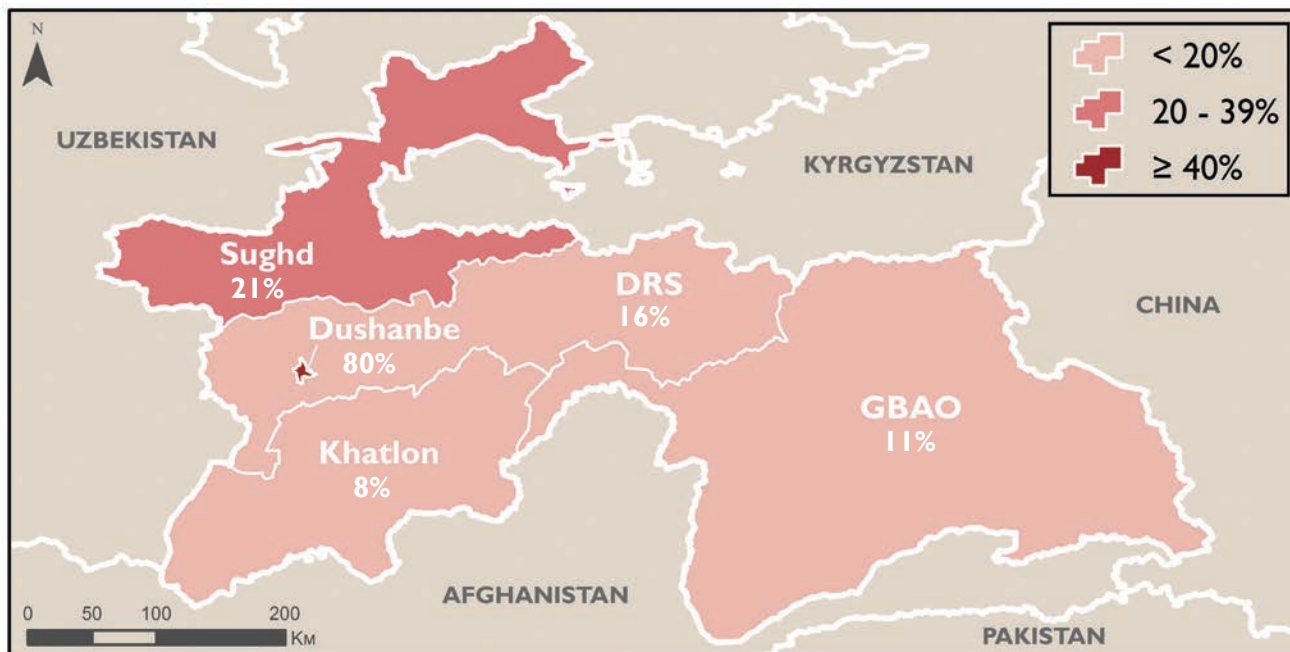 N
< 20%
20 - 39%
≥ 40%
UZBEKISTAN
KYRGYZSTAN
Sughd
21%
DRS
16%
CHINA
Dushanbe
80%
GBAO
11%
Khatlon
8%
AFGHANISTAN
PAKISTAN
0 50 100 200
KM